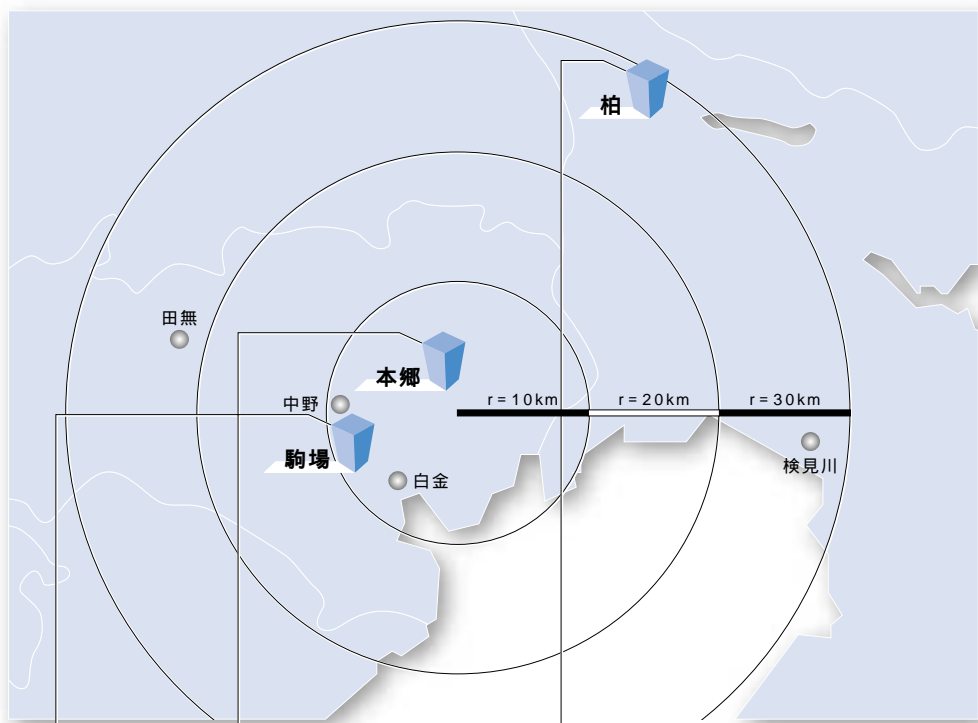 柏
田無
本郷
r = 10km
r = 20km
r = 30km
中野
駒場
検見川
白金